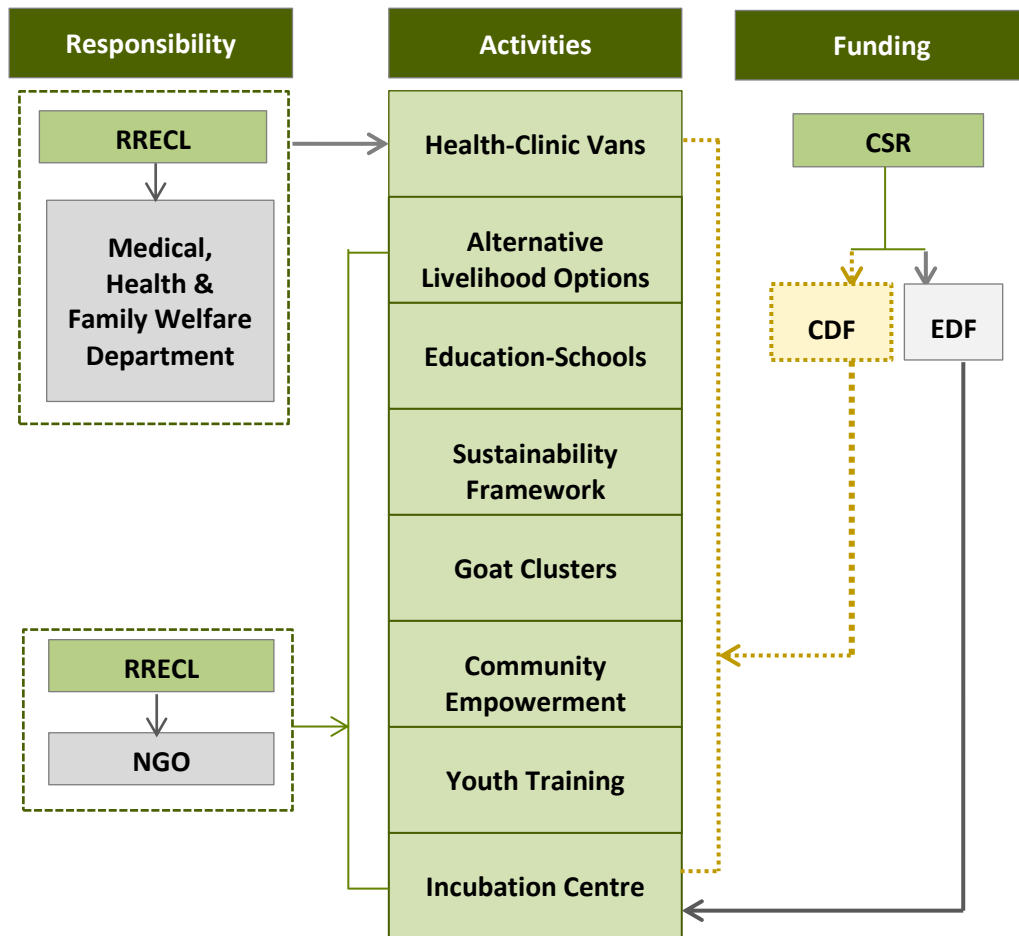 Responsibility
Activities
Funding
RRECL
Medical,
Health &
Family Welfare
Department
RRECL
NGO
Health-Clinic Vans
Alternative
Livelihood Options
Education-Schools
Sustainability
Framework
Goat Clusters
Community
Empowerment
Youth Training
Incubation Centre
CSR
CDF
EDF